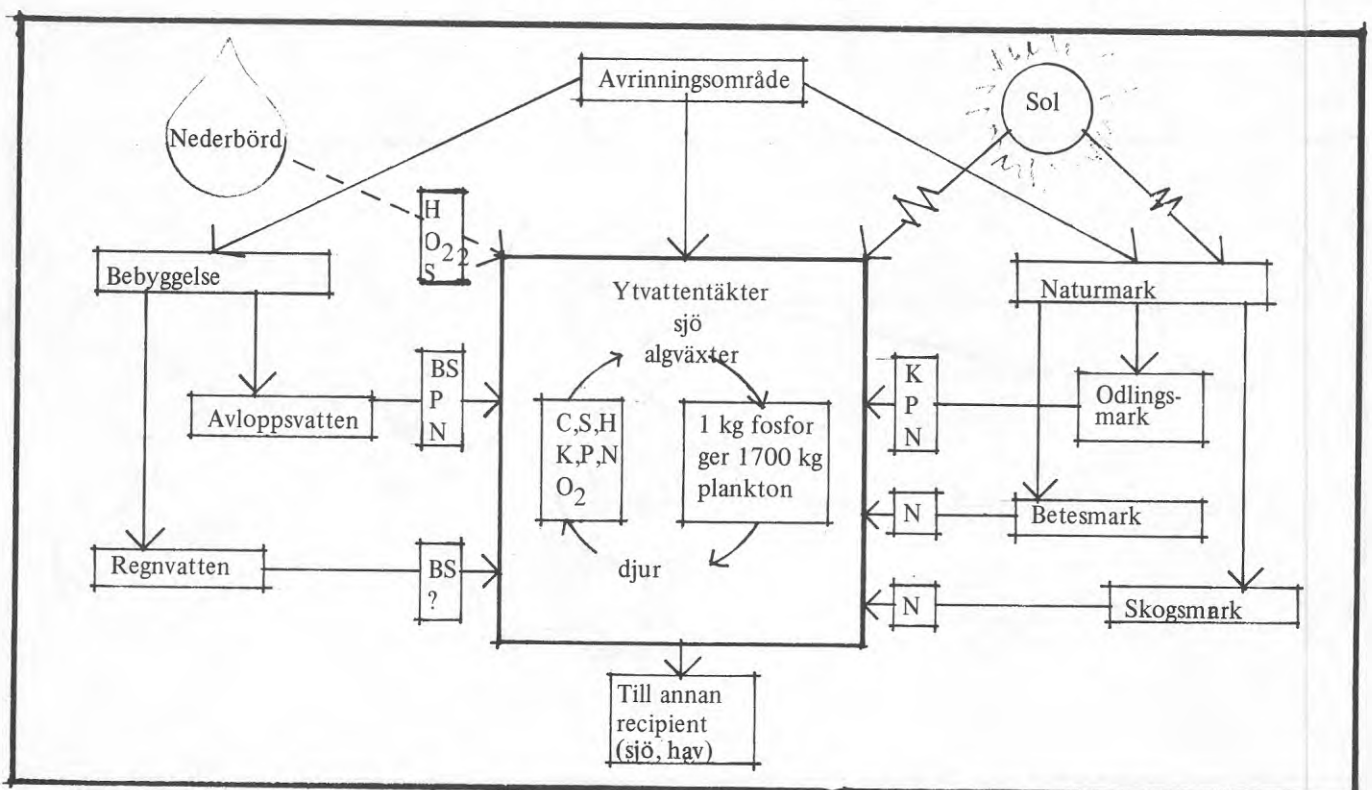 Avrinningsområde
Sol
Nederbörd
H
O22
S
Bebyggelse
Naturmark
Ytvattentäkter
sjö
algväxter
BS
P
N
Avloppsvatten
C,S,H
K,P,N
O2
1 kg fosfor
ger 1700 kg
plankton
K
P
N
Odlings-
mark
N
Betesmark
Regnvatten
BS
?
djur
N
Skogsmark
Till annan
recipient
(sjö, hav)